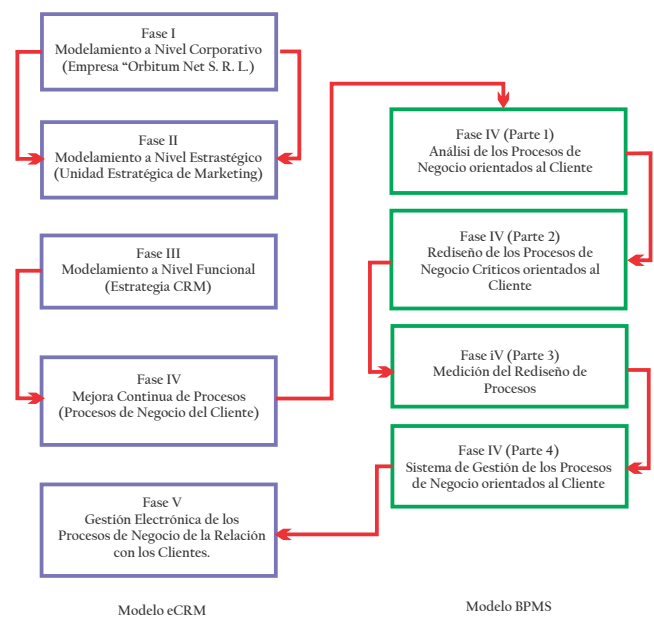 Fase I
Modelamiento a Nivel Corporativo
(Empresa “Orbitum Net S. R. L.)
Fase II
Modelamiento a Nivel Estrastégico
(Unidad Estratégica de Marketing)
Fase III
Modelamiento a Nivel Funcional
(Estrategia CRM)
Fase IV
Mejora Continua de Procesos
(Procesos de Negocio del Cliente)
Fase V
Gestión Electrónica de los
Procesos de Negocio de la Relación
con los Clientes.
Modelo eCRM
Fase IV (Parte 1)
Análisi de los Procesos de
Negocio orientados al Cliente
Fase IV (Parte 2)
Rediseño de los Procesos de
Negocio Críticos orientados al
Cliente
Fase iV (Parte 3)
Medición del Rediseño de
Procesos
Fase IV (Parte 4)
Sistema de Gestión de los Procesos
de Negocio orientados al Cliente
Modelo BPMS